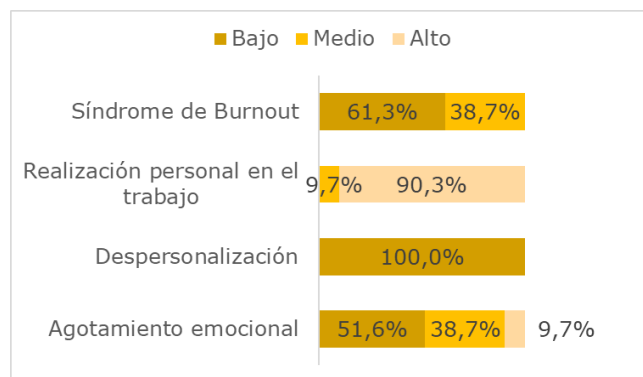 Bajo Medio Alto
Síndrome de Burnout 61,3% 38,7%
Realización personal en el
trabajo 9,7% 90,3%
Despersonalización 100,0%
Agotamiento emocional 51,6% 38,7% 9,7%